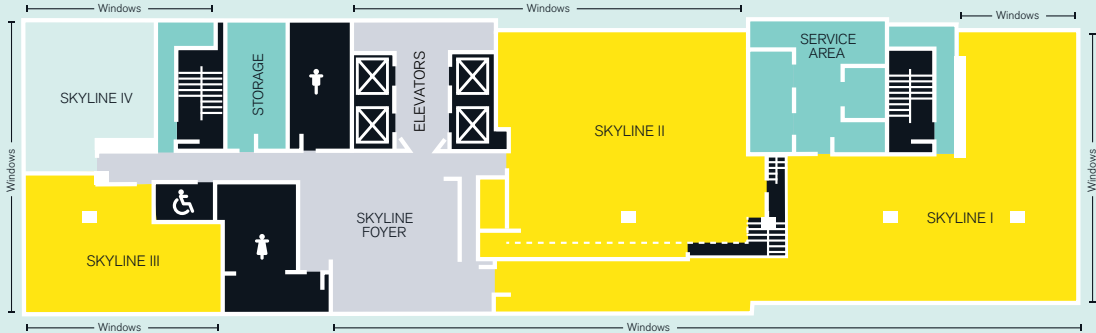 Windows
Windows
Windows
SKYLINE IV
STORAGE
ELEVATORS
SKYLINE II
SERVICE
AREA
Windows
Windows
SKYLINE III
SKYLINE
FOYER
SKYLINE I
Windows
Windows